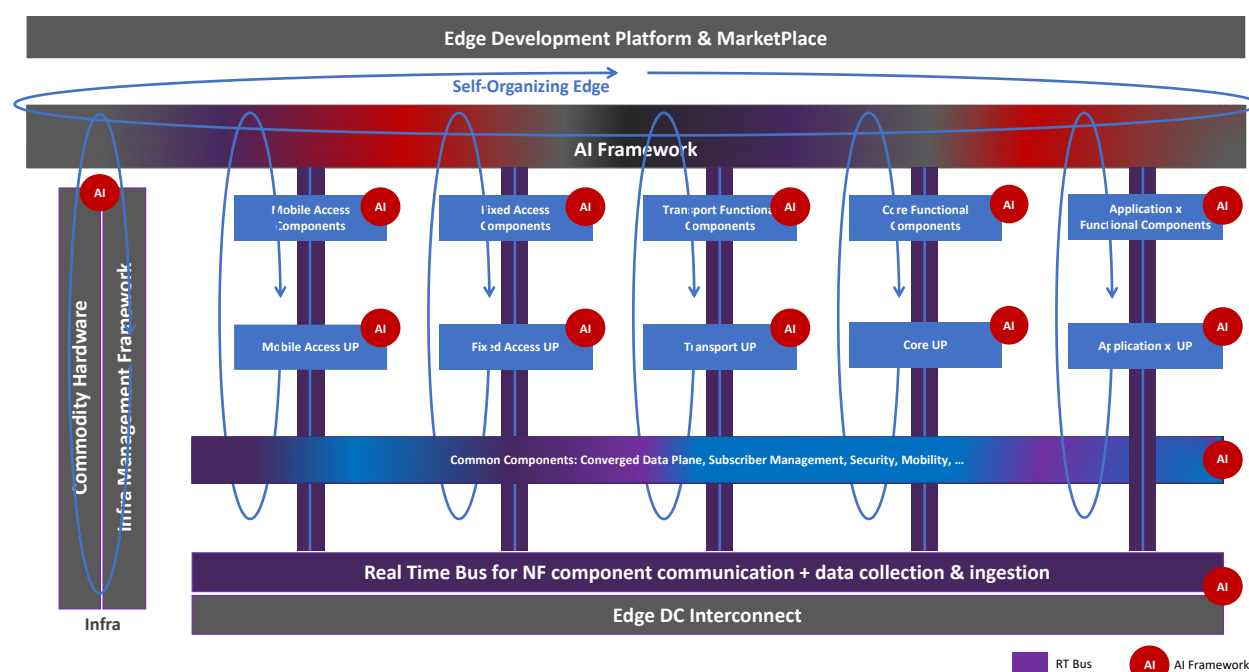 Edge Development Platform & MarketPlace
Self-Organizing Edge
AI Framework
AI
Commodity Hardware
Infra Management Framework
Infra
Mobile Access
Components
AI
Fixed Access
Components
AI
Transport Functional
Components
AI
Core Functional
Components
AI
Application x
Functional Components
AI
Mobile Access UP
AI
Fixed Access UP
AI
Transport UP
AI
Core UP
AI
Application x UP
AI
Common Components: Converged Data Plane, Subscriber Management, Security, Mobility, ...
AI
Real Time Bus for NF component communication + data collection & ingestion
AI
Edge DC Interconnect
RT Bus
AI
AI Framework